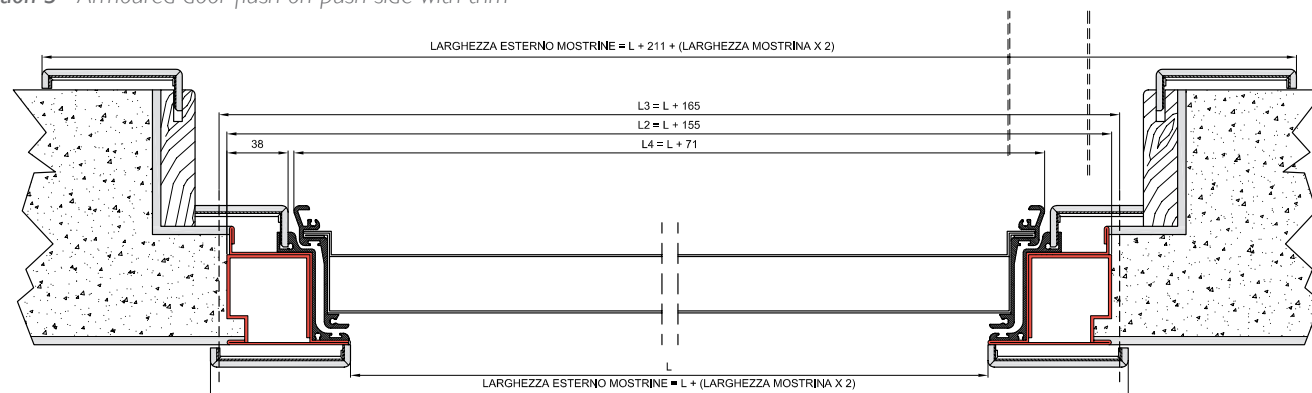 Armoured door flush on push side with trim
LARGHEZZA ESTERNO MOSTRINE = L + 211 + (LARGHEZZA MOSTRINA X 2)
L3 = L + 165
L2 = L + 155
38
L4 = L + 71
L
LARGHEZZA ESTERNO MOSTRINE = L + (LARGHEZZA MOSTRINA X 2)